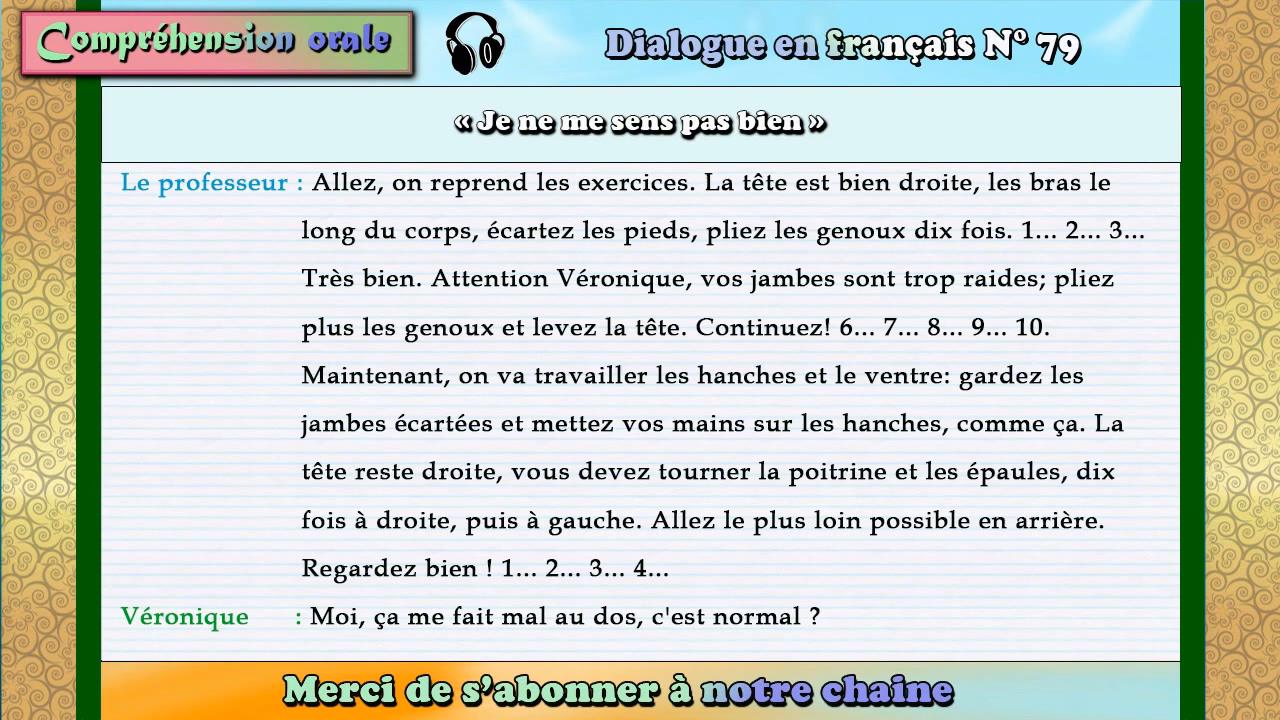 Compréhension orale
Dialogue en français N° 79
« Je ne me sens pas bien »
Le professeur : Allez, on reprend les exercices. La tête est bien droite, les bras le
long du corps, écartez les pieds, pliez les genoux dix fois. 1... 2... 3...
Très bien. Attention Véronique, vos jambes sont trop raides; pliez
plus les genoux et levez la tête. Continuez! 6... 7... 8... 9... 10.
Maintenant, on va travailler les hanches et le ventre: gardez les
jambes écartées et mettez vos mains sur les hanches, comme ça. La
tête reste droite, vous devez tourner la poitrine et les épaules, dix
fois à droite, puis à gauche. Allez le plus loin possible en arrière.
Regardez bien ! 1... 2... 3... 4...
Véronique : Moi, ça me fait mal au dos, c'est normal ?
Merci de s'abonner à notre chaine